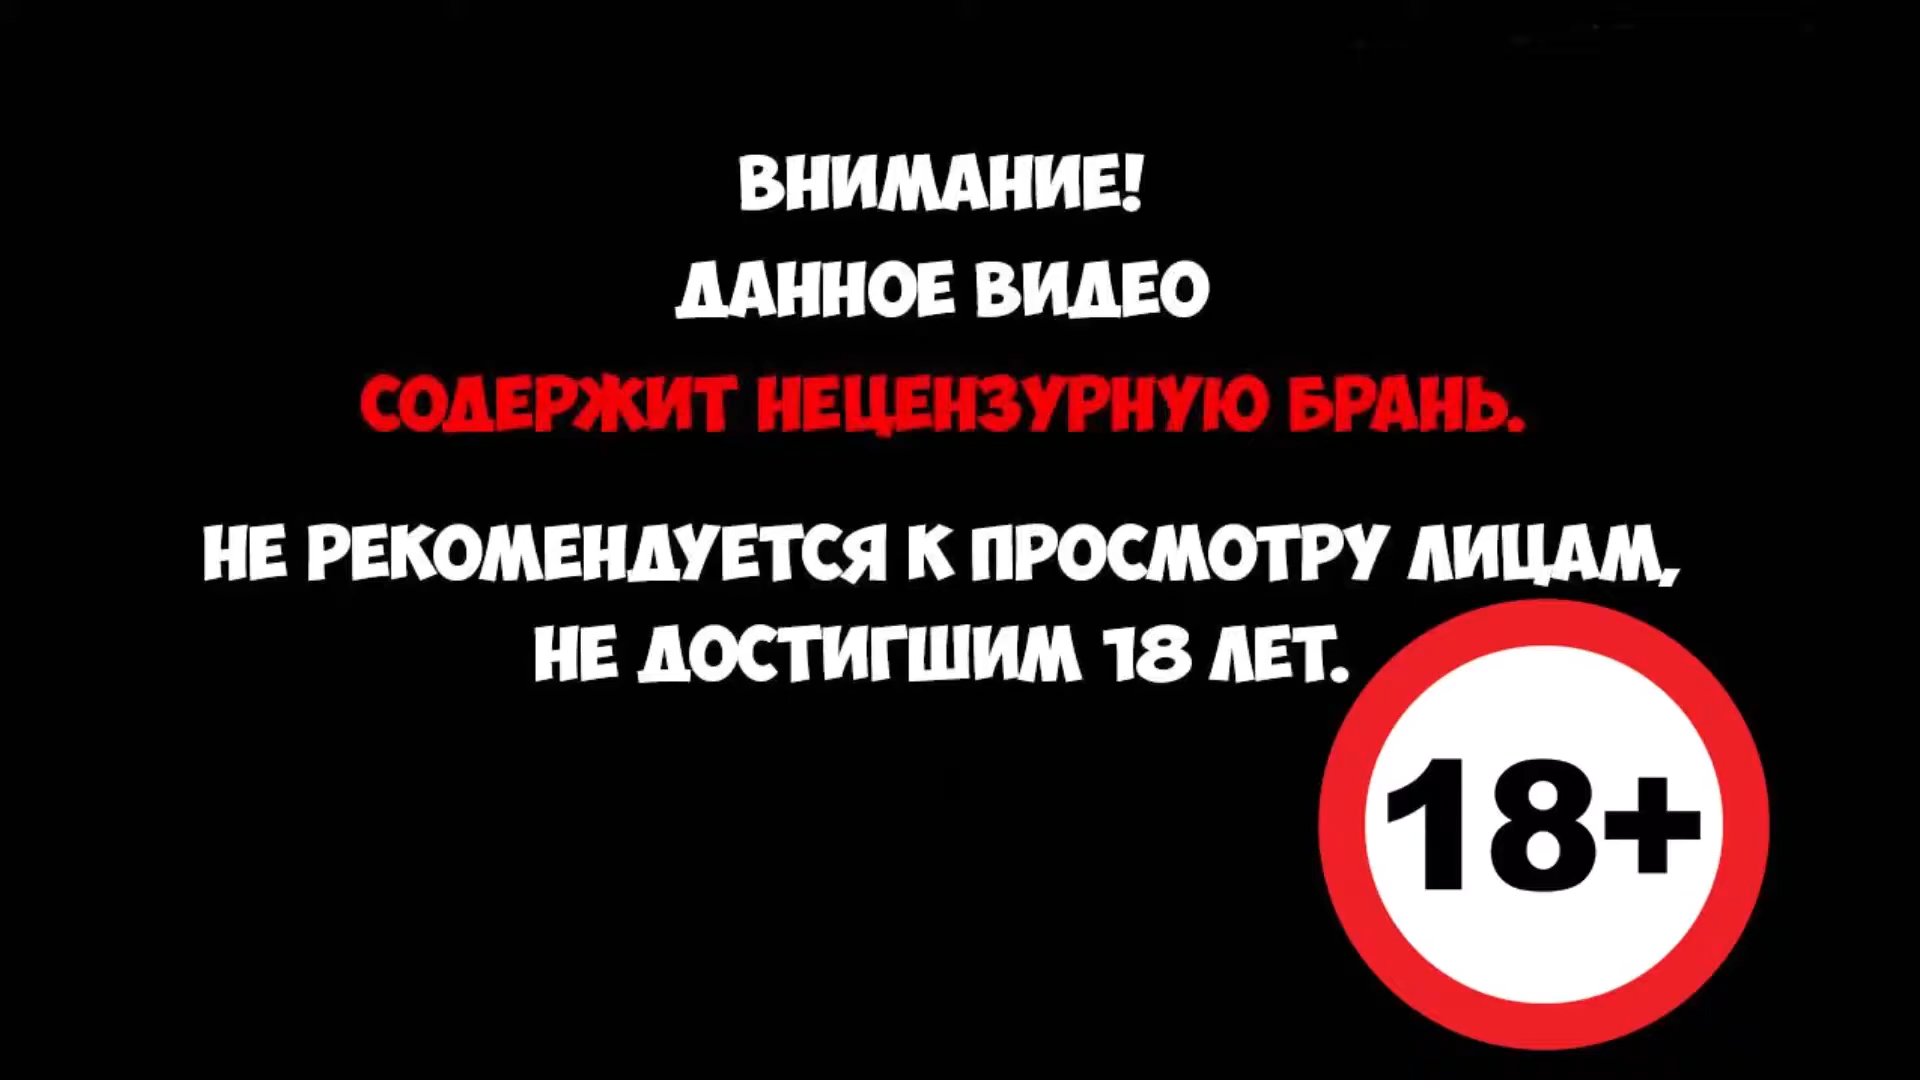 ВНИМАНИЕ!
ДАННОЕ ВИДЕО
СОДЕРЖИТ НЕЦЕНЗУРНУЮ БРАНЬ.
НЕ РЕКОМЕНДУЕТСЯ К ПРОСМОТРУ ЛИЦАМ,
НЕ ДОСТИГШИМ 18 ЛЕТ.
18+